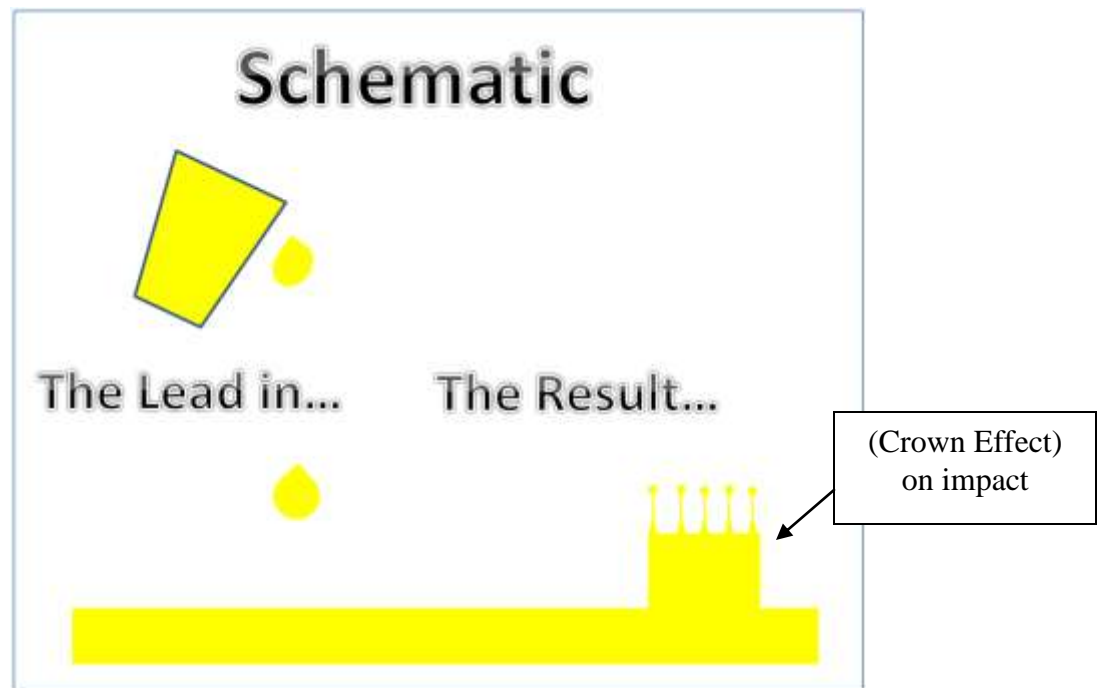 Schematic
The Lead in...
The Result...
(Crown Effect)
on impact